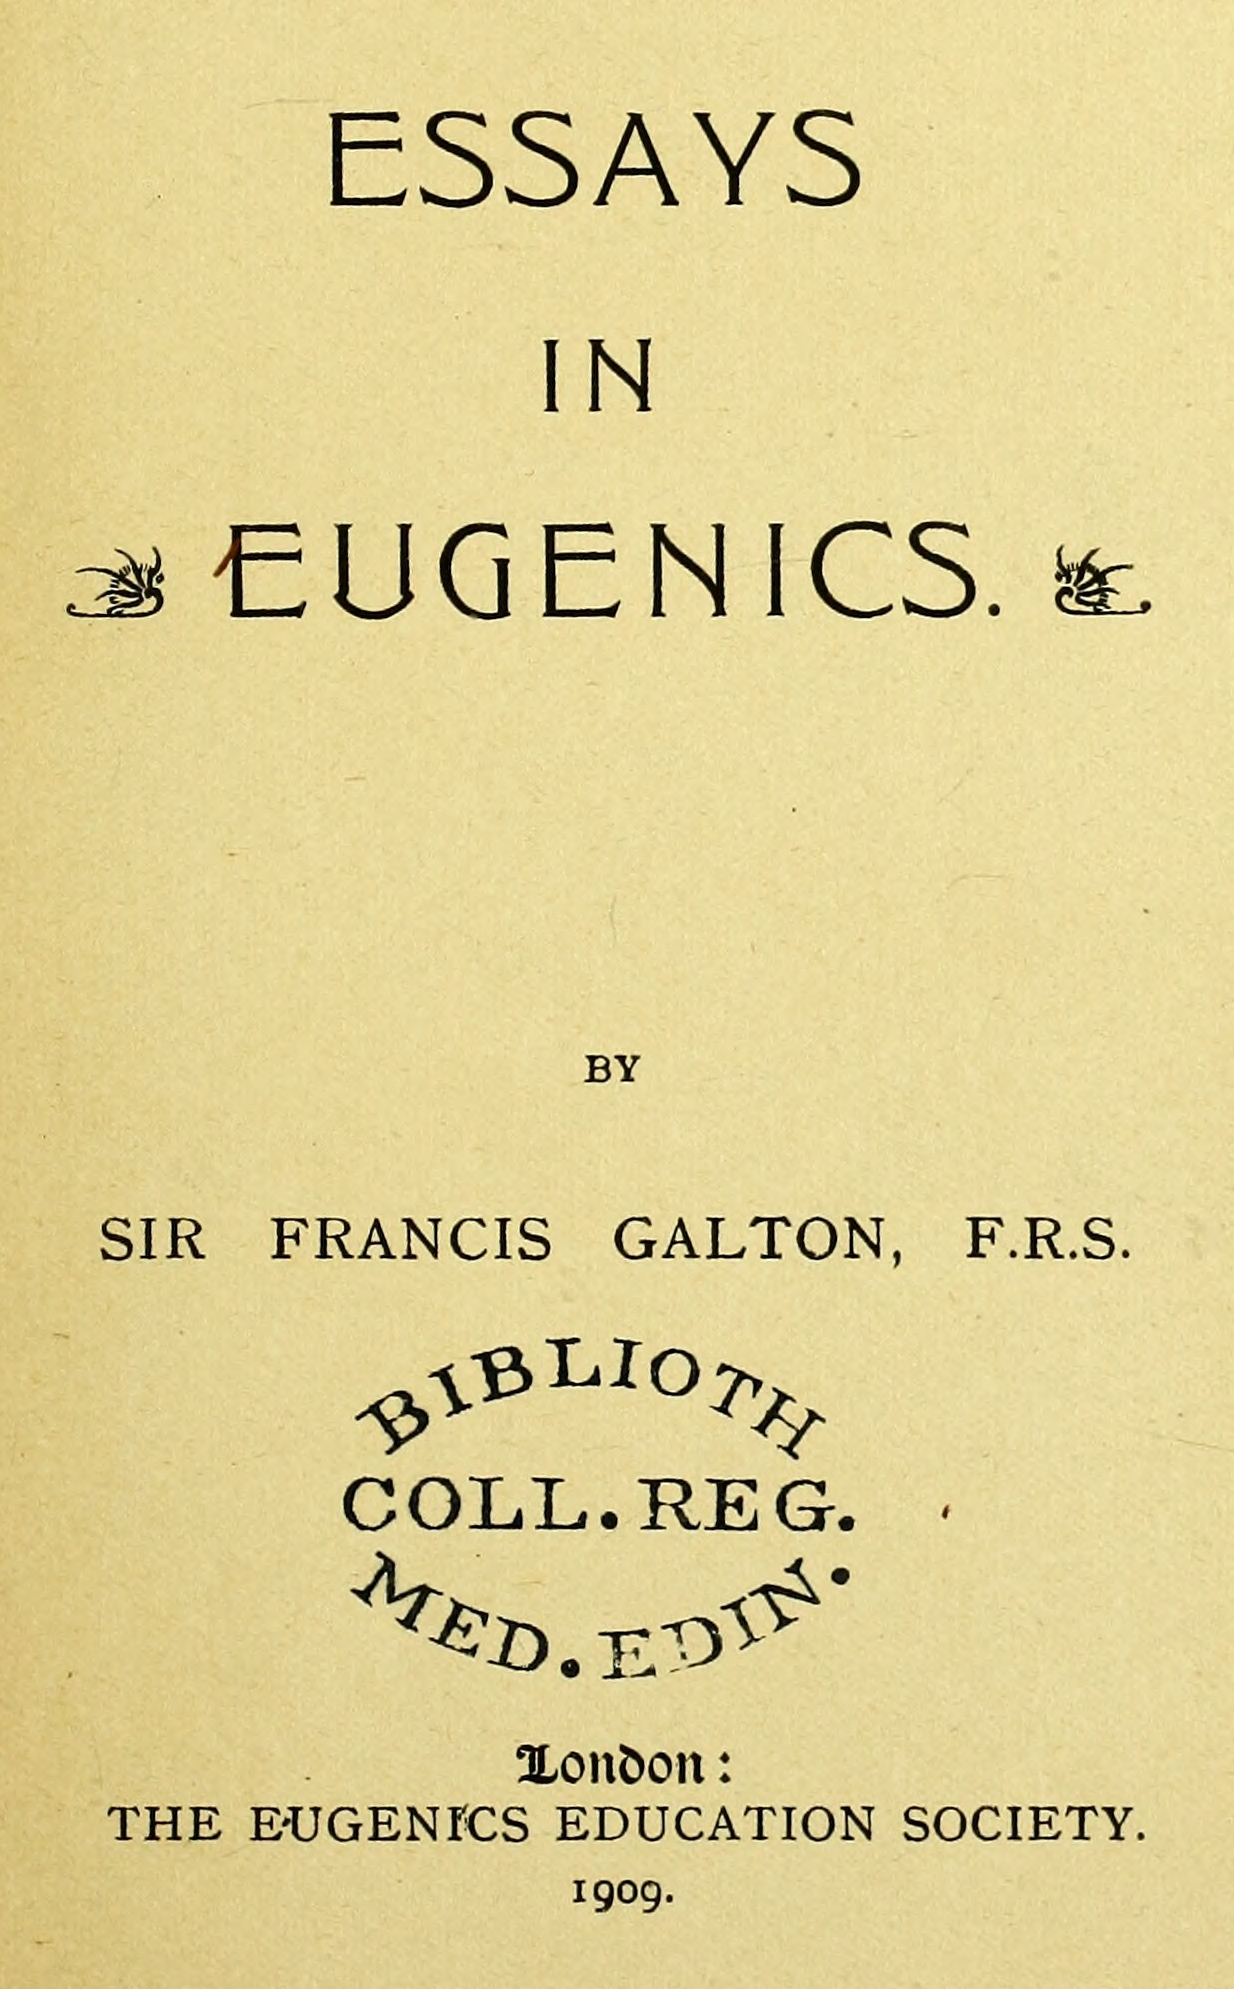 ESSAYS
IN
EUGENICS.
BY
SIR FRANCIS GALTON, F.R.S.
BIBLIOTH
COLL. REG.
MED. EDIN.
London:
THE EUGENICS EDUCATION SOCIETY.
1909.